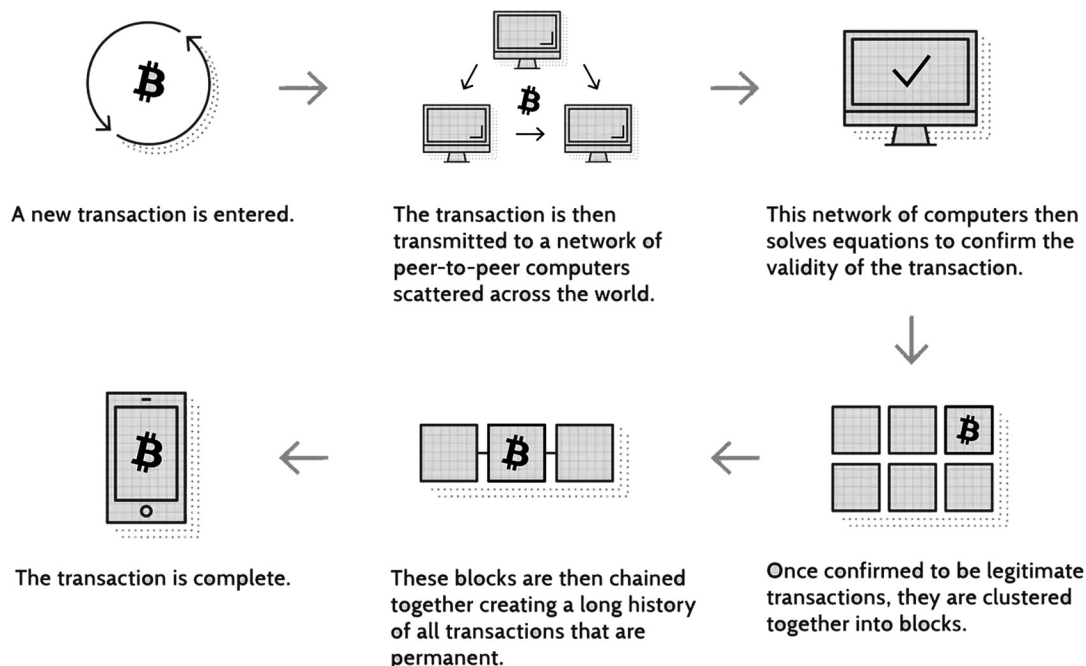 A new transaction is entered.
The transaction is then
transmitted to a network of
peer-to-peer computers
scattered across the world.
This network of computers then
solves equations to confirm the
validity of the transaction.
Once confirmed to be legitimate
transactions, they are clustered
together into blocks.
These blocks are then chained
together creating a long history
of all transactions that are
permanent.
The transaction is complete.